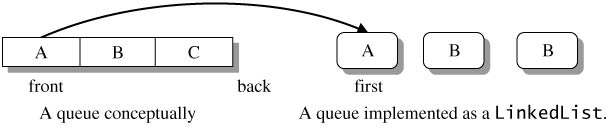 A B C A B B
front back first
A queue conceptually A queue implemented as a LinkedList.